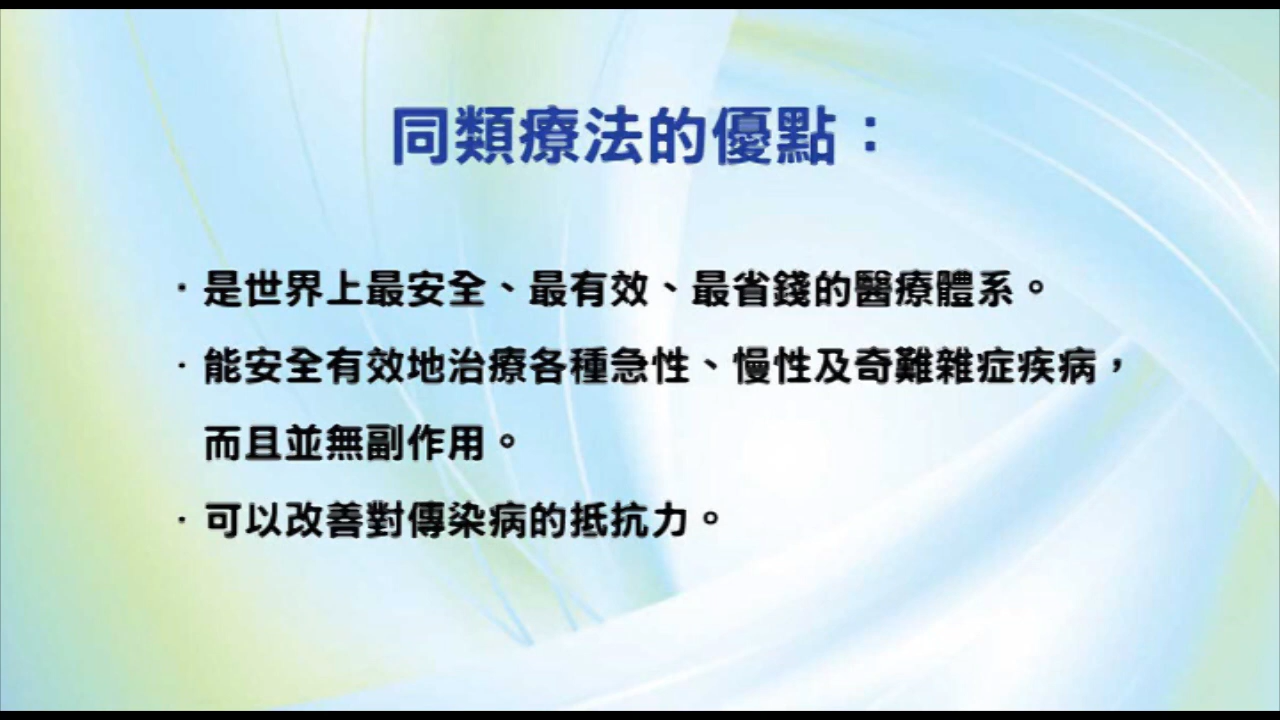 同類療法的優點：
·是世界上最安全、最有效、最省錢的醫療體系。
·能安全有效地治療各種急性、慢性及奇難雜症疾病，
而且並無副作用。
·可以改善對傳染病的抵抗力。